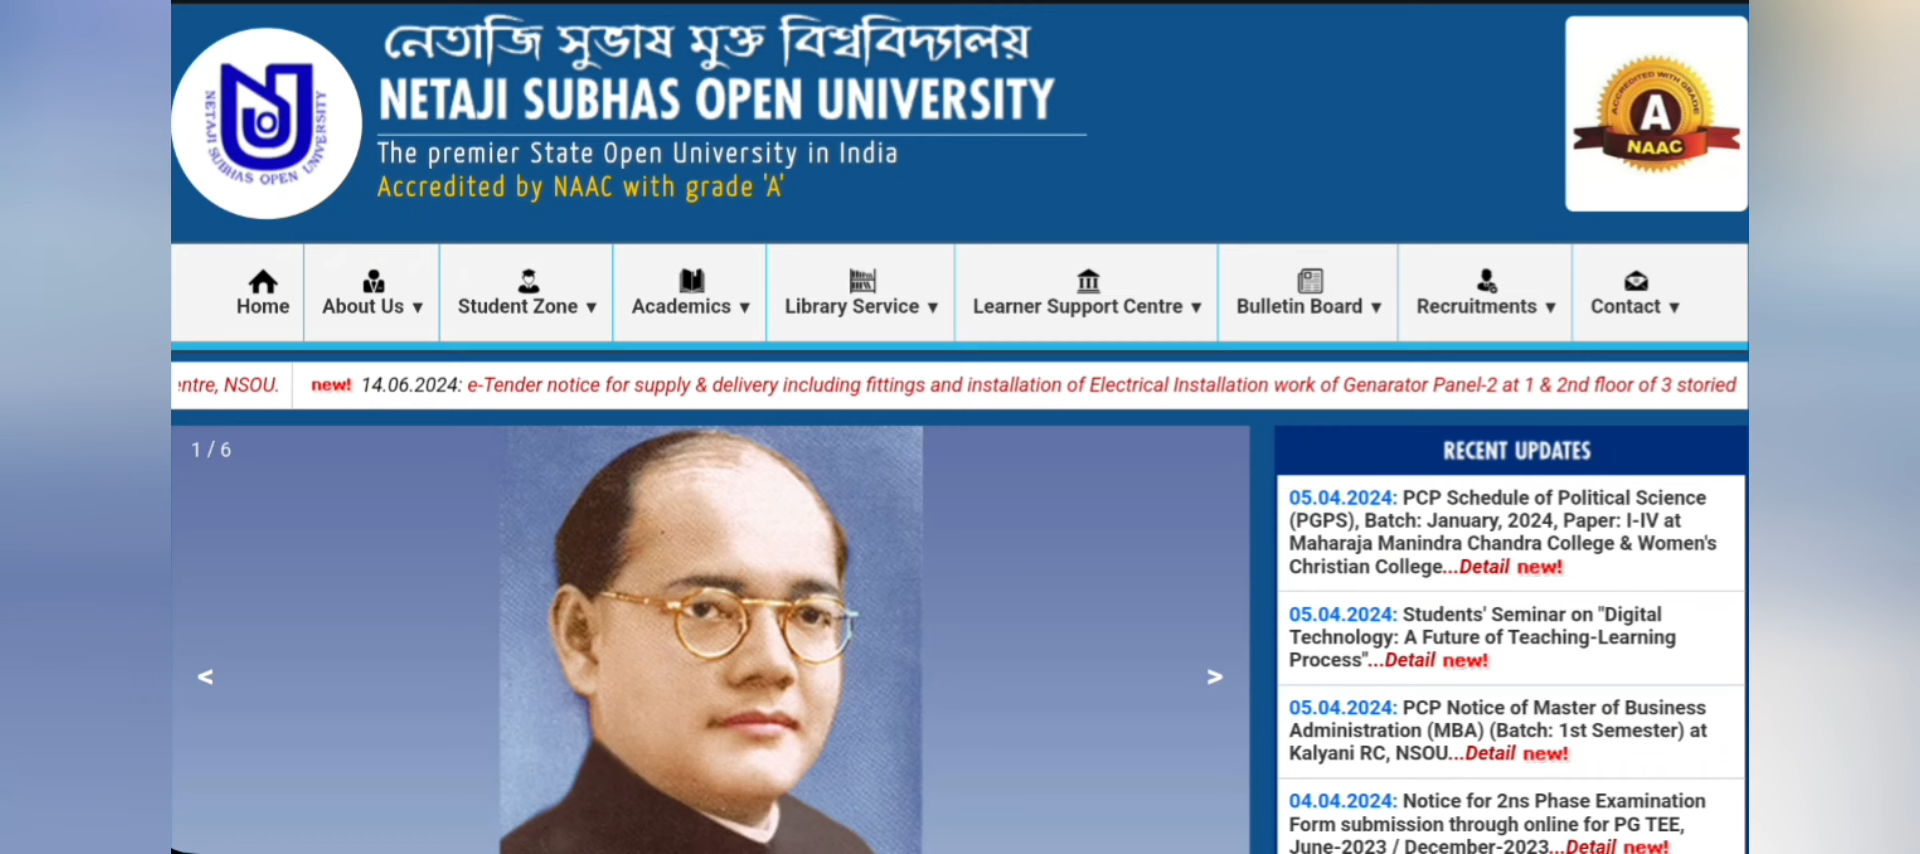 নেতাজি সুভাষ মুক্ত বিশ্ববিদ্যালয়
NETAJI SUBHAS OPEN UNIVERSITY
The premier State Open University in India
Accredited by NAAC with grade 'A'
NETAJI SUBHAS OPEN UNIVERSITY
ACCREDITED WITH GRADE
A
NAAC
Home
About Us ▼
Student Zone ▼
Academics ▼
Library Service ▼
Learner Support Centre ▼
Bulletin Board ▼
Recruitments ▼
Contact ▼
entre, NSOU.
new! 14.06.2024: e-Tender notice for supply & delivery including fittings and installation of Electrical Installation work of Genarator Panel-2 at 1 & 2nd floor of 3 storied
1 / 6
<
>
RECENT UPDATES
05.04.2024: PCP Schedule of Political Science
(PGPS), Batch: January, 2024, Paper: I-IV at
Maharaja Manindra Chandra College & Women's
Christian College...Detail new!
05.04.2024: Students' Seminar on "Digital
Technology: A Future of Teaching-Learning
Process"...Detail new!
05.04.2024: PCP Notice of Master of Business
Administration (MBA) (Batch: 1st Semester) at
Kalyani RC, NSOU...Detail new!
04.04.2024: Notice for 2ns Phase Examination
Form submission through online for PG TEE,
June-2023 / December-2023...Detail new!